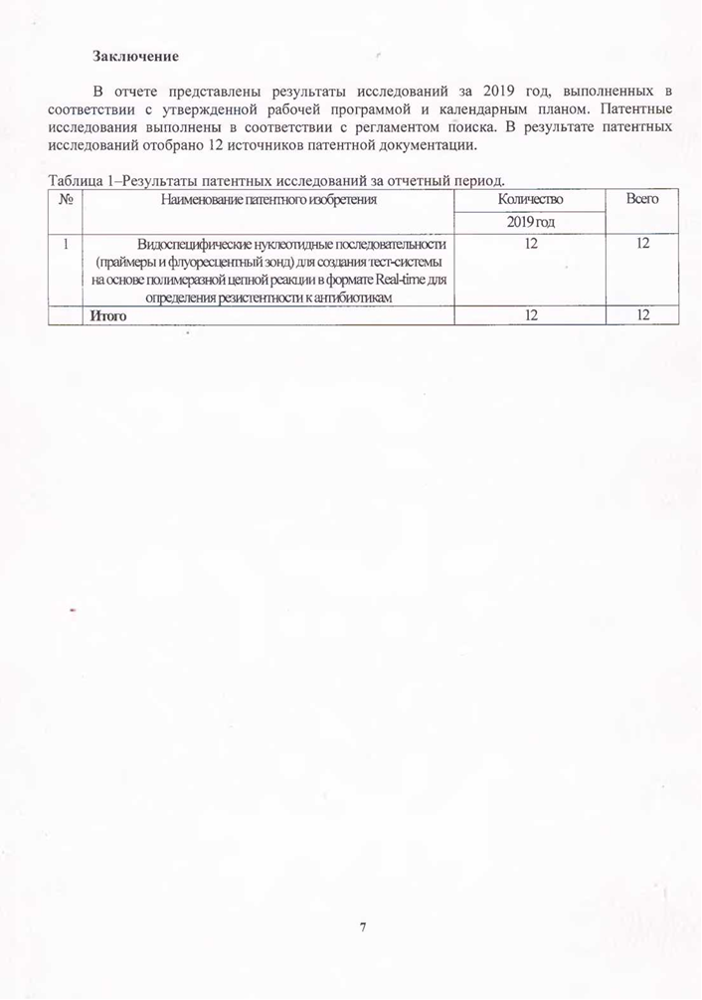 Заключение
В отчете представлены результаты исследований за 2019 год, выполненных в
соответствии с утвержденной рабочей программой и календарным планом. Патентные
исследования выполнены в соответствии с регламентом поиска. В результате патентных
исследований отобрано 12 источников патентной документации.
Таблица 1–Результаты патентных исследований за отчетный период.
№ Наименование патентного изобретения Количество Всего
2019 год
1 Видоспецифические нуклеотидные последовательности 12 12
(праймеры и флуоресцентный зонд) для создания тест-системы
на основе полимеразной цепной реакции в формате Real-time для
определения резистентности к антибиотикам
Итого 12 12
7